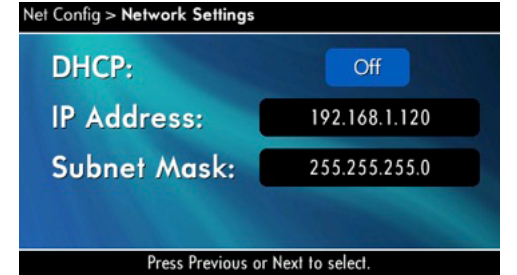 Net Config > Network Settings
DHCP: Off
IP Address: 192.168.1.120
Subnet Mask: 255.255.255.0
Press Previous or Next to select.